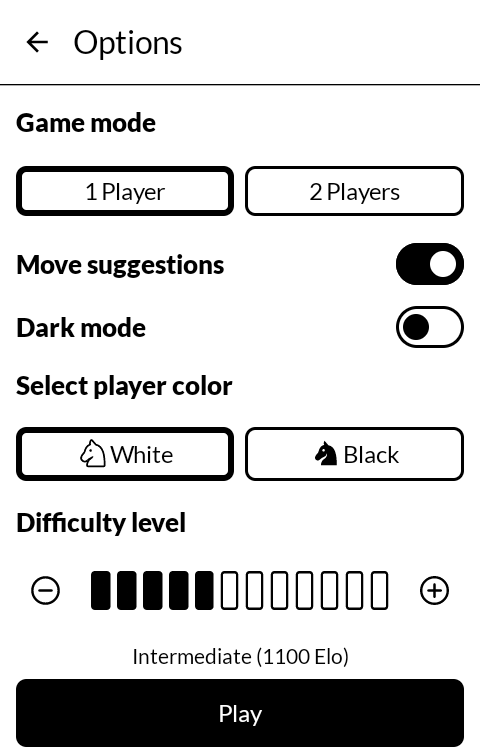 Options
Game mode
1 Player 2 Players
Move suggestions
Dark mode
Select player color
White Black
Difficulty level
Intermediate (1100 Elo)
Play